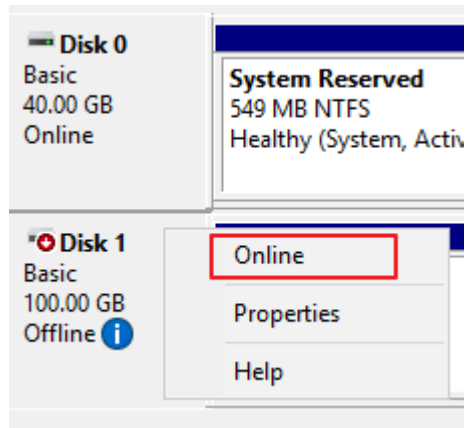 Disk 0
Basic
40.00 GB
Online
System Reserved
549 MB NTFS
Healthy (System, Activ
Disk 1
Basic
100.00 GB
Offline
Online
Properties
Help